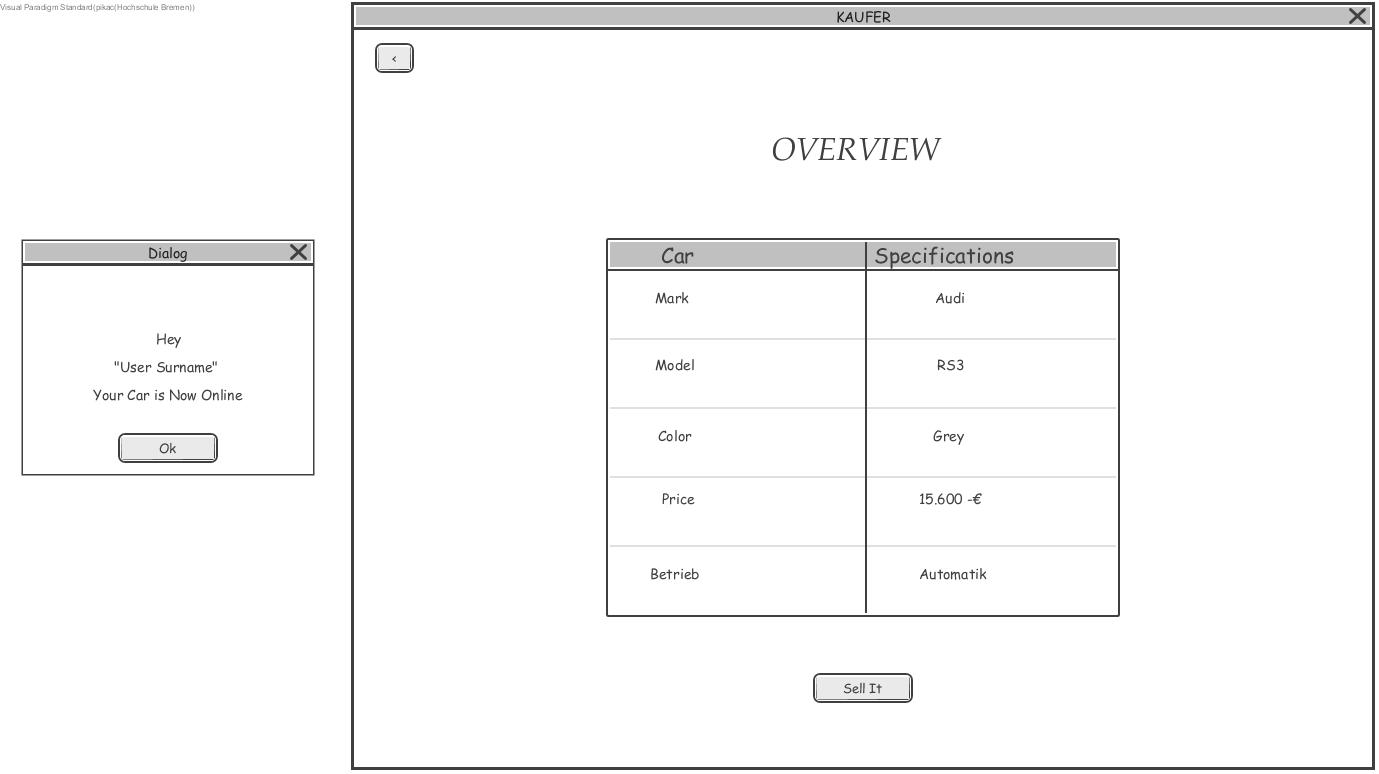 Visual Paradigm Standard(pikac(Hochschule Bremen))
KAUFER
<
OVERVIEW
Dialog
Hey
"User Surname"
Your Car is Now Online
Ok
Car Specifications
Mark Audi
Model RS3
Color Grey
Price 15.600 -€
Betrieb Automatik
Sell It